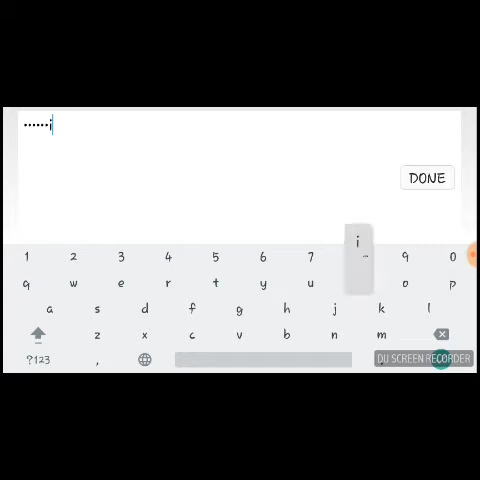 ••••••i
DONE
i
1 2 3 4 5 6 7 9 0
q w e r t y u o p
a s d f g h j k l
z x c v b n m
?123 ,
DU SCREEN RECORDER